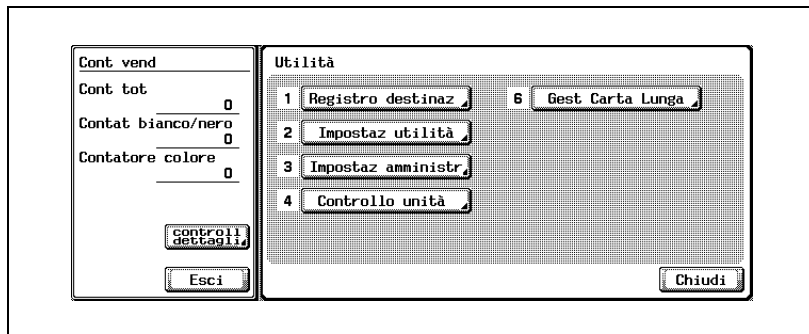 Cont vend
Cont tot
0
Contat bianco/nero
0
Contatore colore
0
controll
dettagli
Esci
Utilità
1 Registro destinaz
2 Impostaz utilità
3 Impostaz amministr
4 Controllo unità
6 Gest Carta Lunga
Chiudi